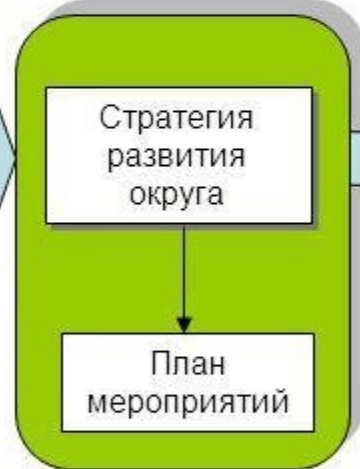 Стратегия
развития
округа
План
мероприятий